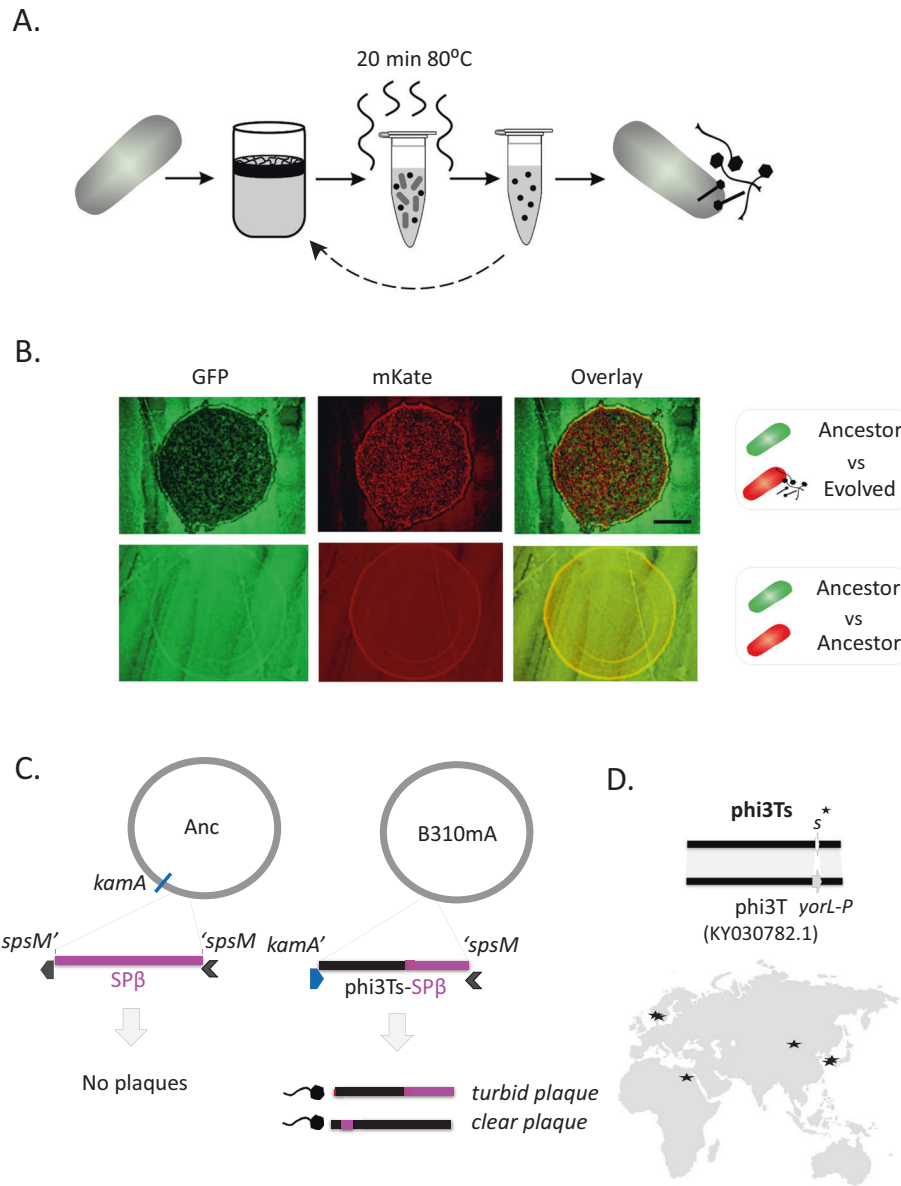 A.
20 min 80⁰C
B.
GFP mKate Overlay
Ancestor
vs
Evolved
Ancestor
vs
Ancestor
C.
Anc
kamA
spsM' 'spsM
SPβ
No plaques
B310mA
kamA' 'spsM
phi3Ts-SPβ
turbid plaque
clear plaque
D.
phi3Ts
s
phi3T yorL-P
(KY030782.1)